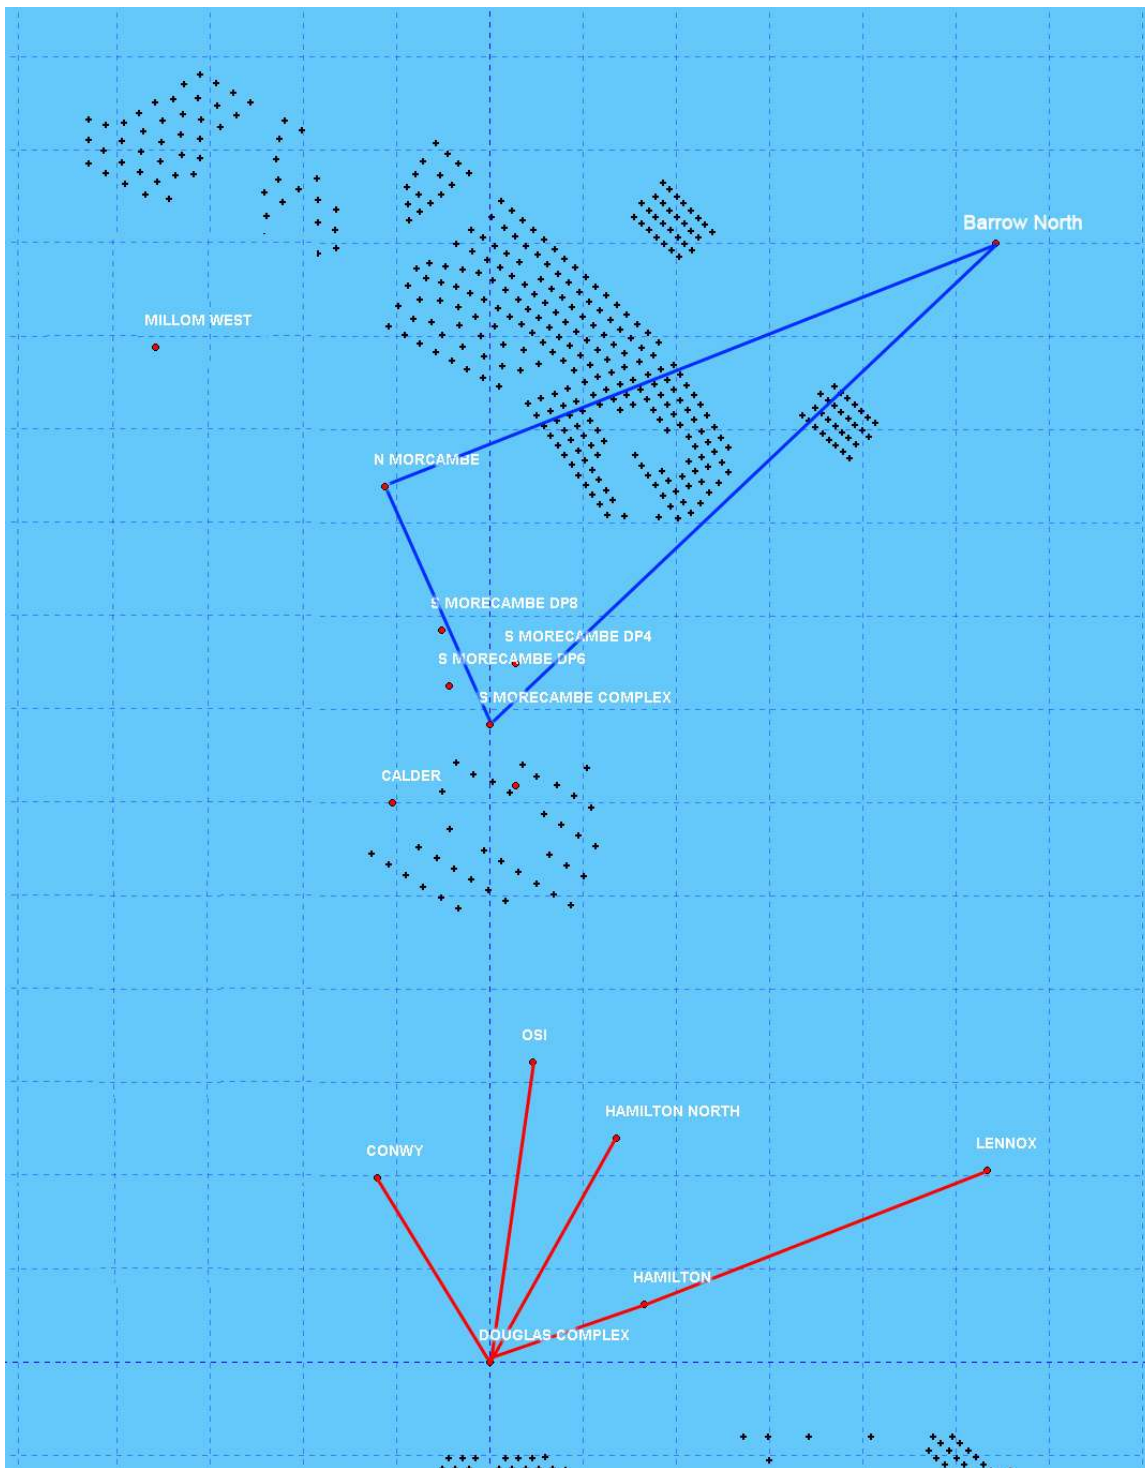 Barrow North
MILLOM WEST
N MORCAMBE
S MORECAMBE DP8
S MORECAMBE DP4
S MORECAMBE DP6
S MORECAMBE COMPLEX
CALDER
OSI
HAMILTON NORTH
LENNOX
CONWY
HAMILTON
DOUGLAS COMPLEX